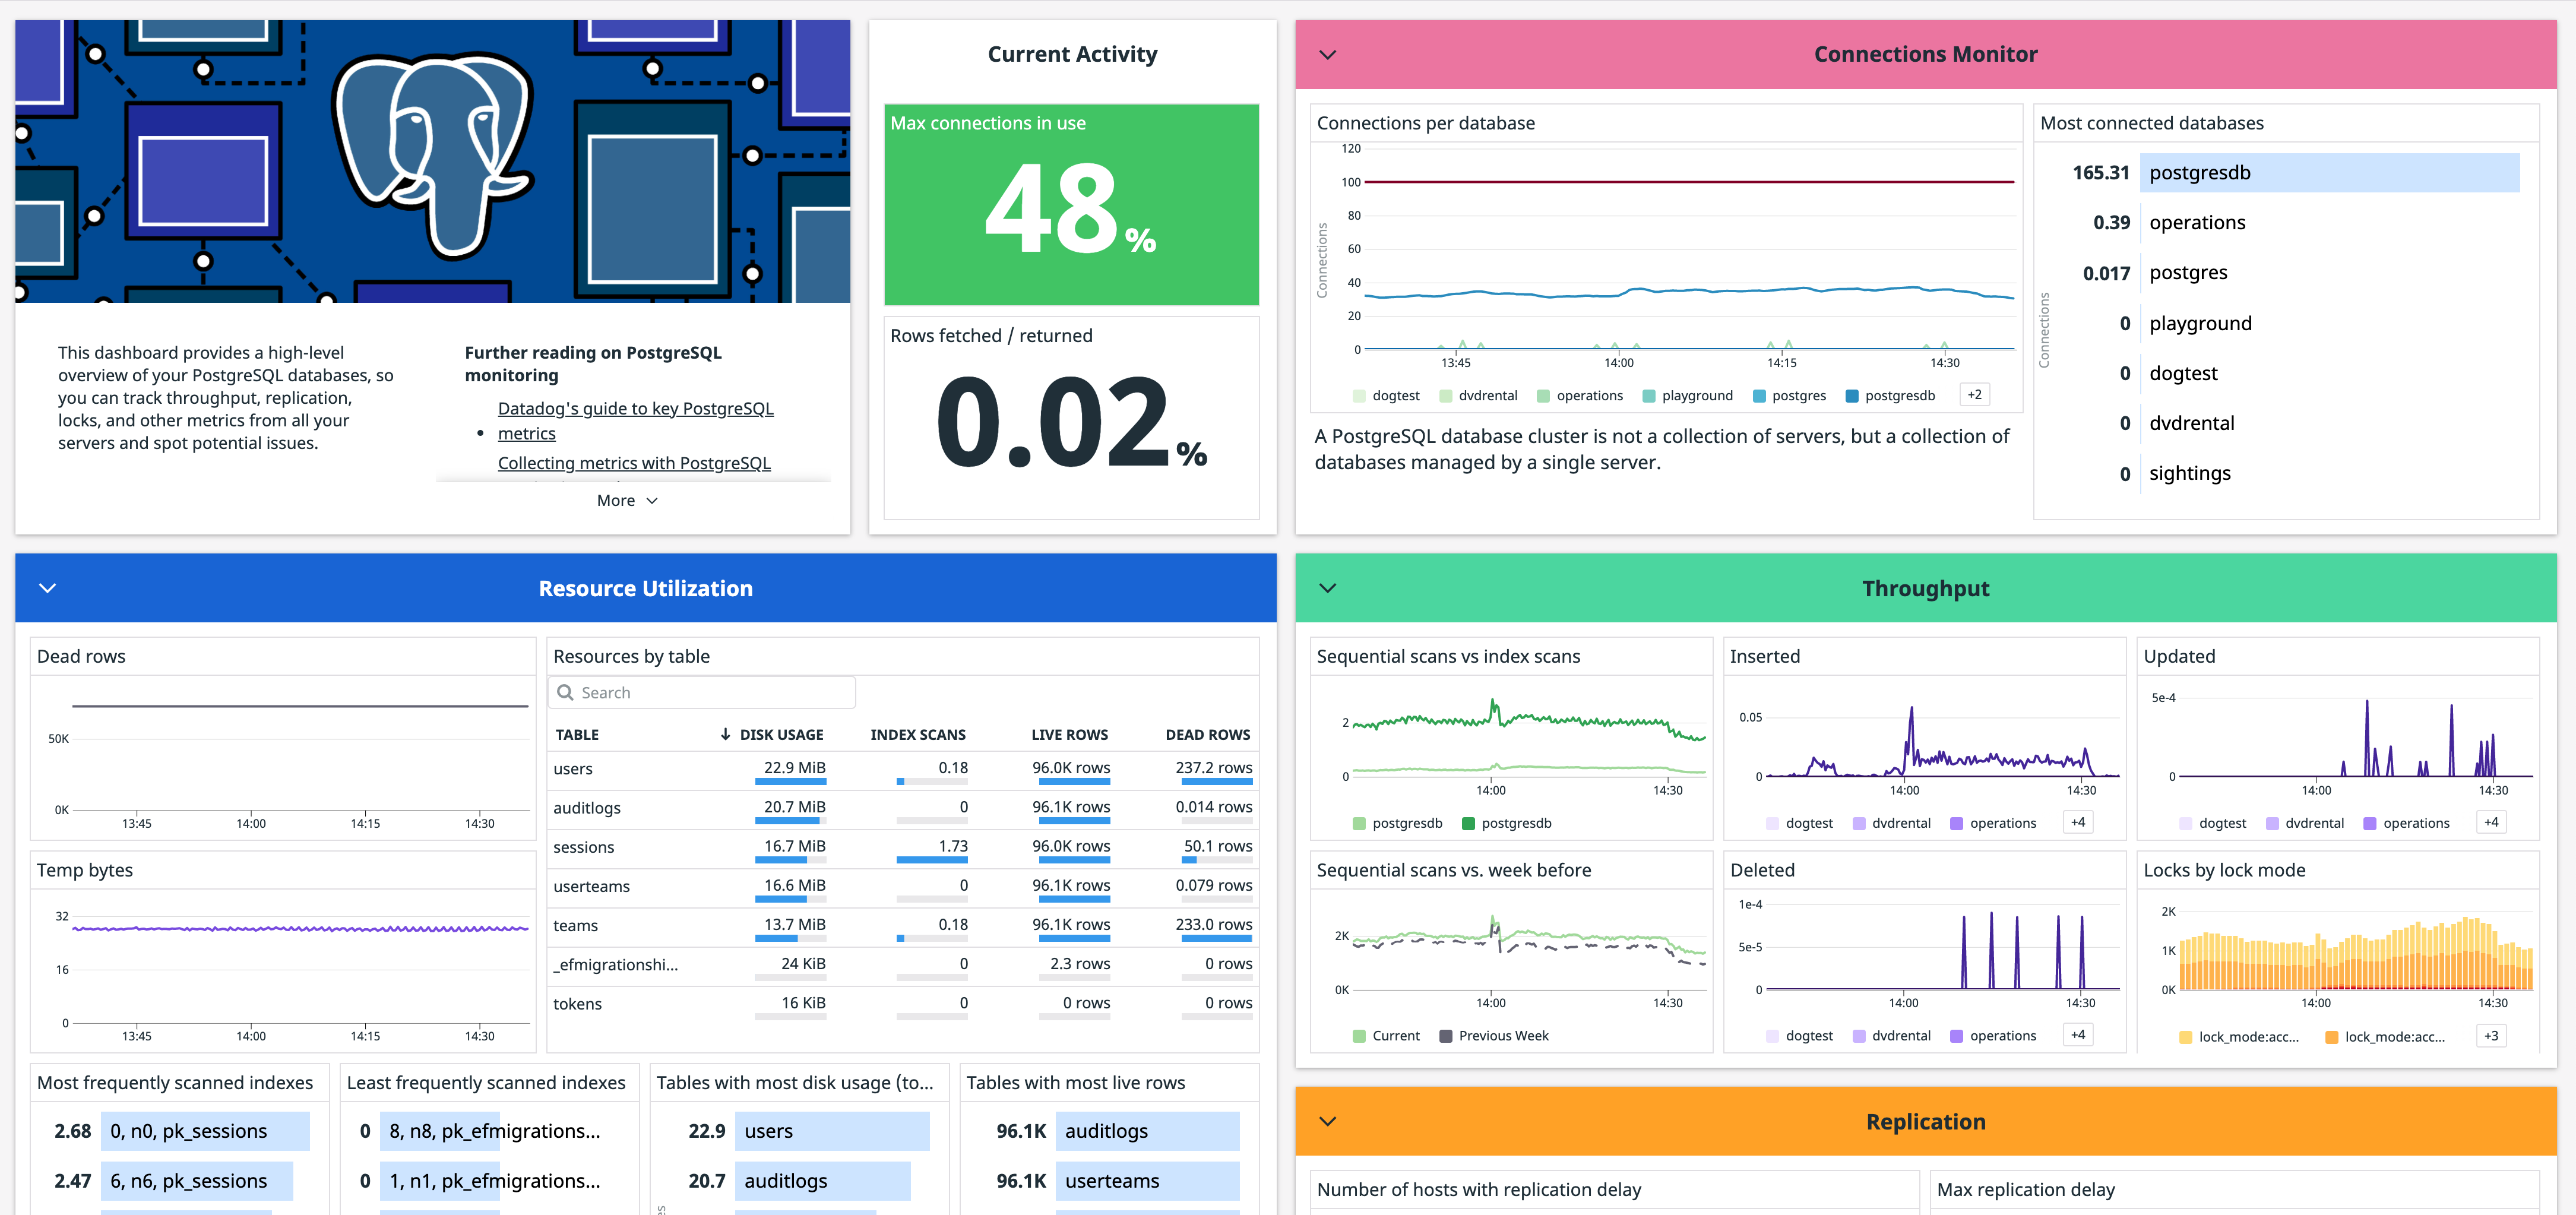 This dashboard provides a high-level
overview of your PostgreSQL databases, so
you can track throughput, replication,
locks, and other metrics from all your
servers and spot potential issues.
Further reading on PostgreSQL
monitoring
Datadog's guide to key PostgreSQL
• metrics
Collecting metrics with PostgreSQL
More
Current Activity
Max connections in use
48%
Rows fetched / returned
0.02%
Connections Monitor
Connections per database
Connections
120
100
80
60
40
20
0
13:45 14:00 14:15 14:30
dogtest dvdrental operations playground postgres postgresdb +2
A PostgreSQL database cluster is not a collection of servers, but a collection of
databases managed by a single server.
Most connected databases
Connections
165.31 postgresdb
0.39 operations
0.017 postgres
0 playground
0 dogtest
0 dvdrental
0 sightings
Resource Utilization
Dead rows
50K
0K
13:45 14:00 14:15 14:30
Temp bytes
32
16
0
13:45 14:00 14:15 14:30
Resources by table
Search
TABLE DISK USAGE INDEX SCANS LIVE ROWS DEAD ROWS
users 22.9 MiB 0.18 96.0K rows 237.2 rows
auditlogs 20.7 MiB 0 96.1K rows 0.014 rows
sessions 16.7 MiB 1.73 96.0K rows 50.1 rows
userteams 16.6 MiB 0 96.1K rows 0.079 rows
teams 13.7 MiB 0.18 96.1K rows 233.0 rows
_efmigrationshi... 24 KiB 0 2.3 rows 0 rows
tokens 16 KiB 0 0 rows 0 rows
Most frequently scanned indexes
2.68 0, n0, pk_sessions
2.47 6, n6, pk_sessions
Least frequently scanned indexes
0 8, n8, pk_efmigrations...
0 1, n1, pk_efmigrations...
Tables with most disk usage (to...
22.9 users
20.7 auditlogs
Tables with most live rows
96.1K auditlogs
96.1K userteams
Throughput
Sequential scans vs index scans
2
0
14:00 14:30
postgresdb postgresdb
Inserted
0.05
0
14:00 14:30
dogtest dvdrental operations +4
Updated
5e-4
0
14:00 14:30
dogtest dvdrental operations +4
Sequential scans vs. week before
2K
0K
14:00 14:30
Current Previous Week
Deleted
1e-4
5e-5
0
14:00 14:30
dogtest dvdrental operations +4
Locks by lock mode
2K
1K
0K
14:00 14:30
lock_mode:acc... lock_mode:acc... +3
Replication
Number of hosts with replication delay
Max replication delay